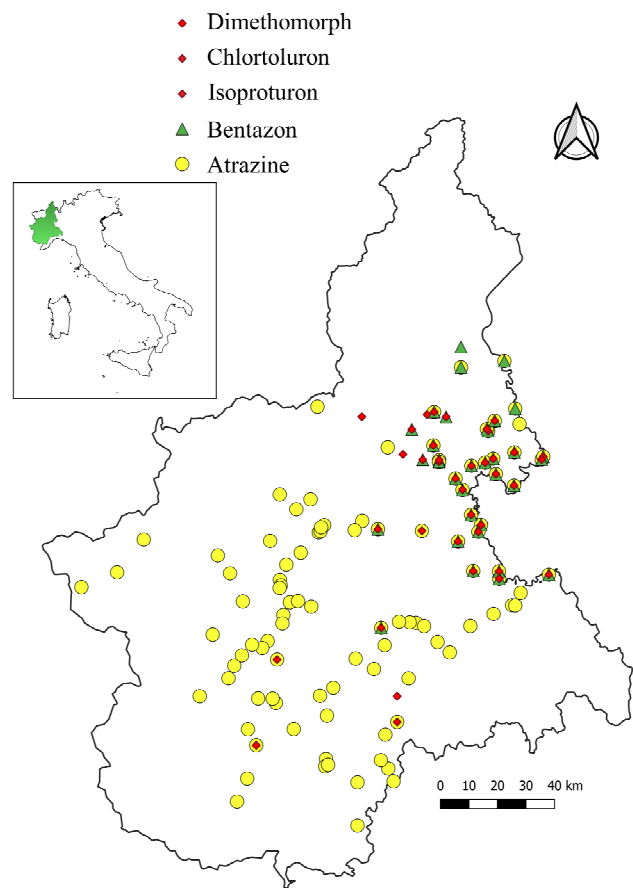 Dimethomorph
Chlortoluron
Isoproturon
Bentazon
Atrazine
0 10 20 30 40 km